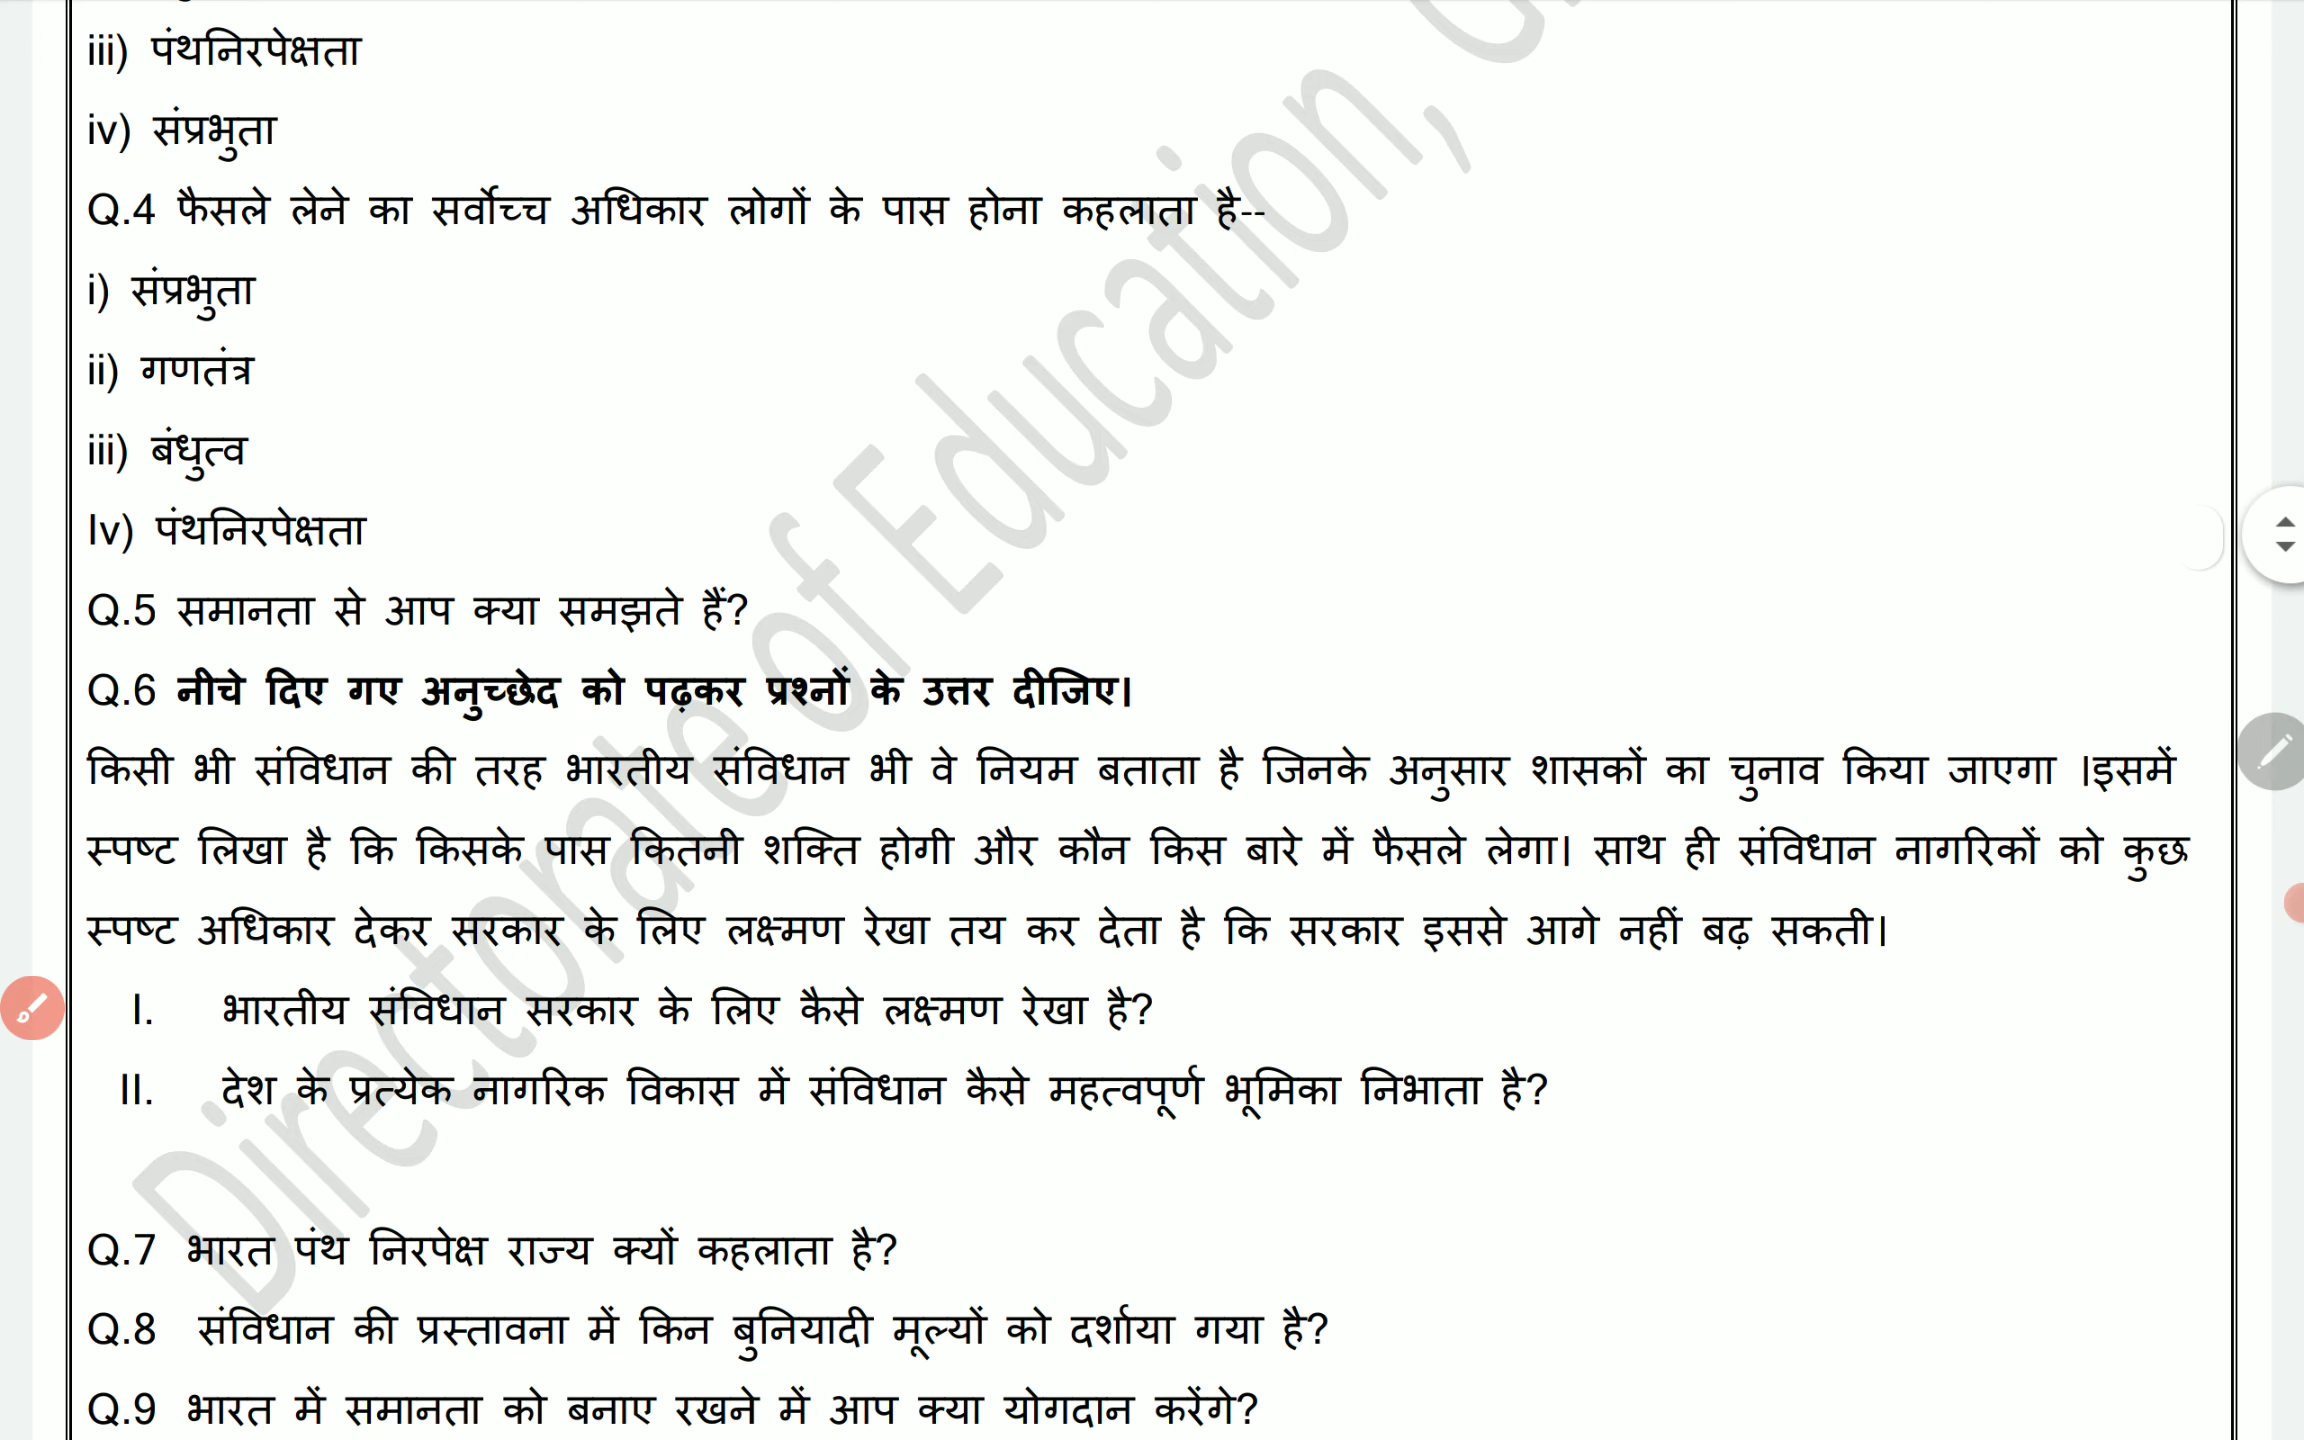 iii) पंथनिरपेक्षता
iv) संप्रभुता
Q.4 फैसले लेने का सर्वोच्च अधिकार लोगों के पास होना कहलाता है--
i) संप्रभुता
ii) गणतंत्र
iii) बंधुत्व
Iv) पंथनिरपेक्षता
Q.5 समानता से आप क्या समझते हैं?
Q.6 नीचे दिए गए अनुच्छेद को पढ़कर प्रश्नों के उत्तर दीजिए।
किसी भी संविधान की तरह भारतीय संविधान भी वे नियम बताता है जिनके अनुसार शासकों का चुनाव किया जाएगा ।इसमें
स्पष्ट लिखा है कि किसके पास कितनी शक्ति होगी और कौन किस बारे में फैसले लेगा। साथ ही संविधान नागरिकों को कुछ
स्पष्ट अधिकार देकर सरकार के लिए लक्ष्मण रेखा तय कर देता है कि सरकार इससे आगे नहीं बढ़ सकती।
I. भारतीय संविधान सरकार के लिए कैसे लक्ष्मण रेखा है?
II. देश के प्रत्येक नागरिक विकास में संविधान कैसे महत्वपूर्ण भूमिका निभाता है?
Q.7 भारत पंथ निरपेक्ष राज्य क्यों कहलाता है?
Q.8 संविधान की प्रस्तावना में किन बुनियादी मूल्यों को दर्शाया गया है?
Q.9 भारत में समानता को बनाए रखने में आप क्या योगदान करेंगे?
Directorate of Education,